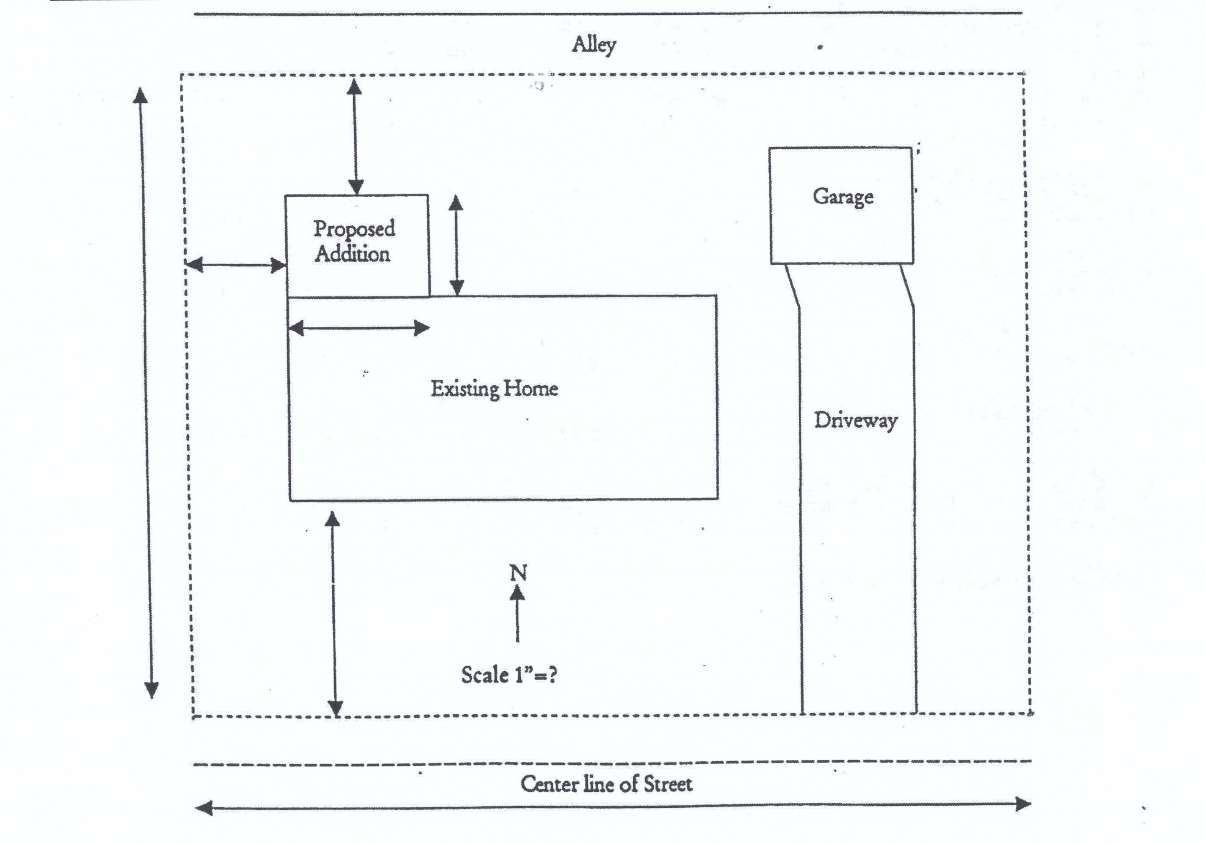 Alley
Garage
Proposed
Addition
Existing Home
Driveway
N
Scale 1”=?
Center line of Street